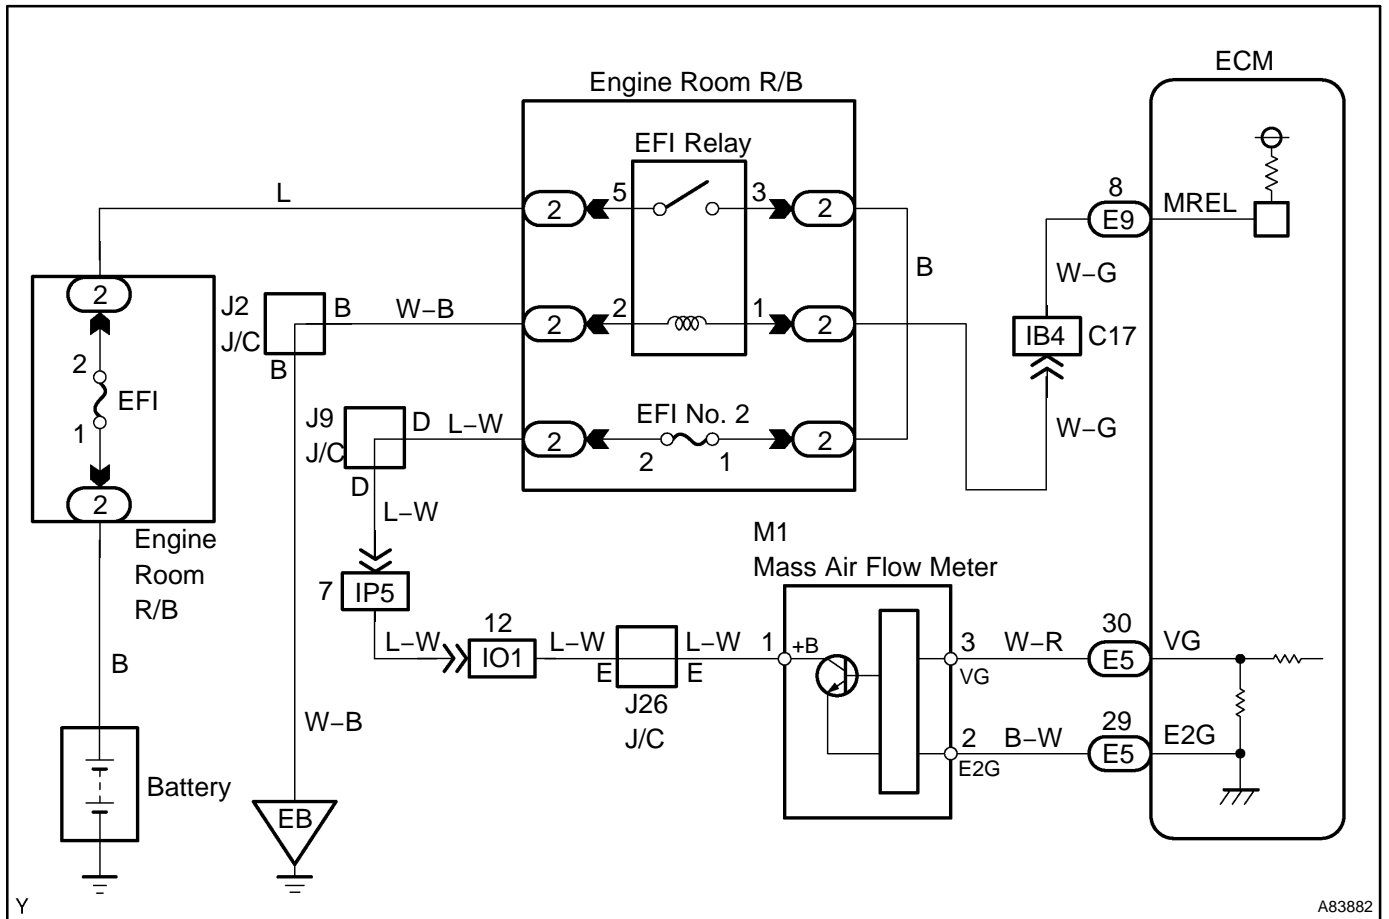 ECM
Engine Room R/B
EFI Relay
L
2
5
3
2
8
E9
MREL
B
W–G
2
J2
J/C
B
W–B
B
2
2
1
2
IB4
C17
2
EFI
1
J9
J/C
D
L–W
D
2
EFI No. 2
2
1
2
W–G
2
L–W
Engine
Room
R/B
M1
Mass Air Flow Meter
7
IP5
B
L–W
12
IO1
L–W
E
L–W
E
J26
J/C
1
+B
3
VG
W–R
30
E5
VG
W–B
2
E2G
B–W
29
E5
E2G
Battery
EB
Y
A83882